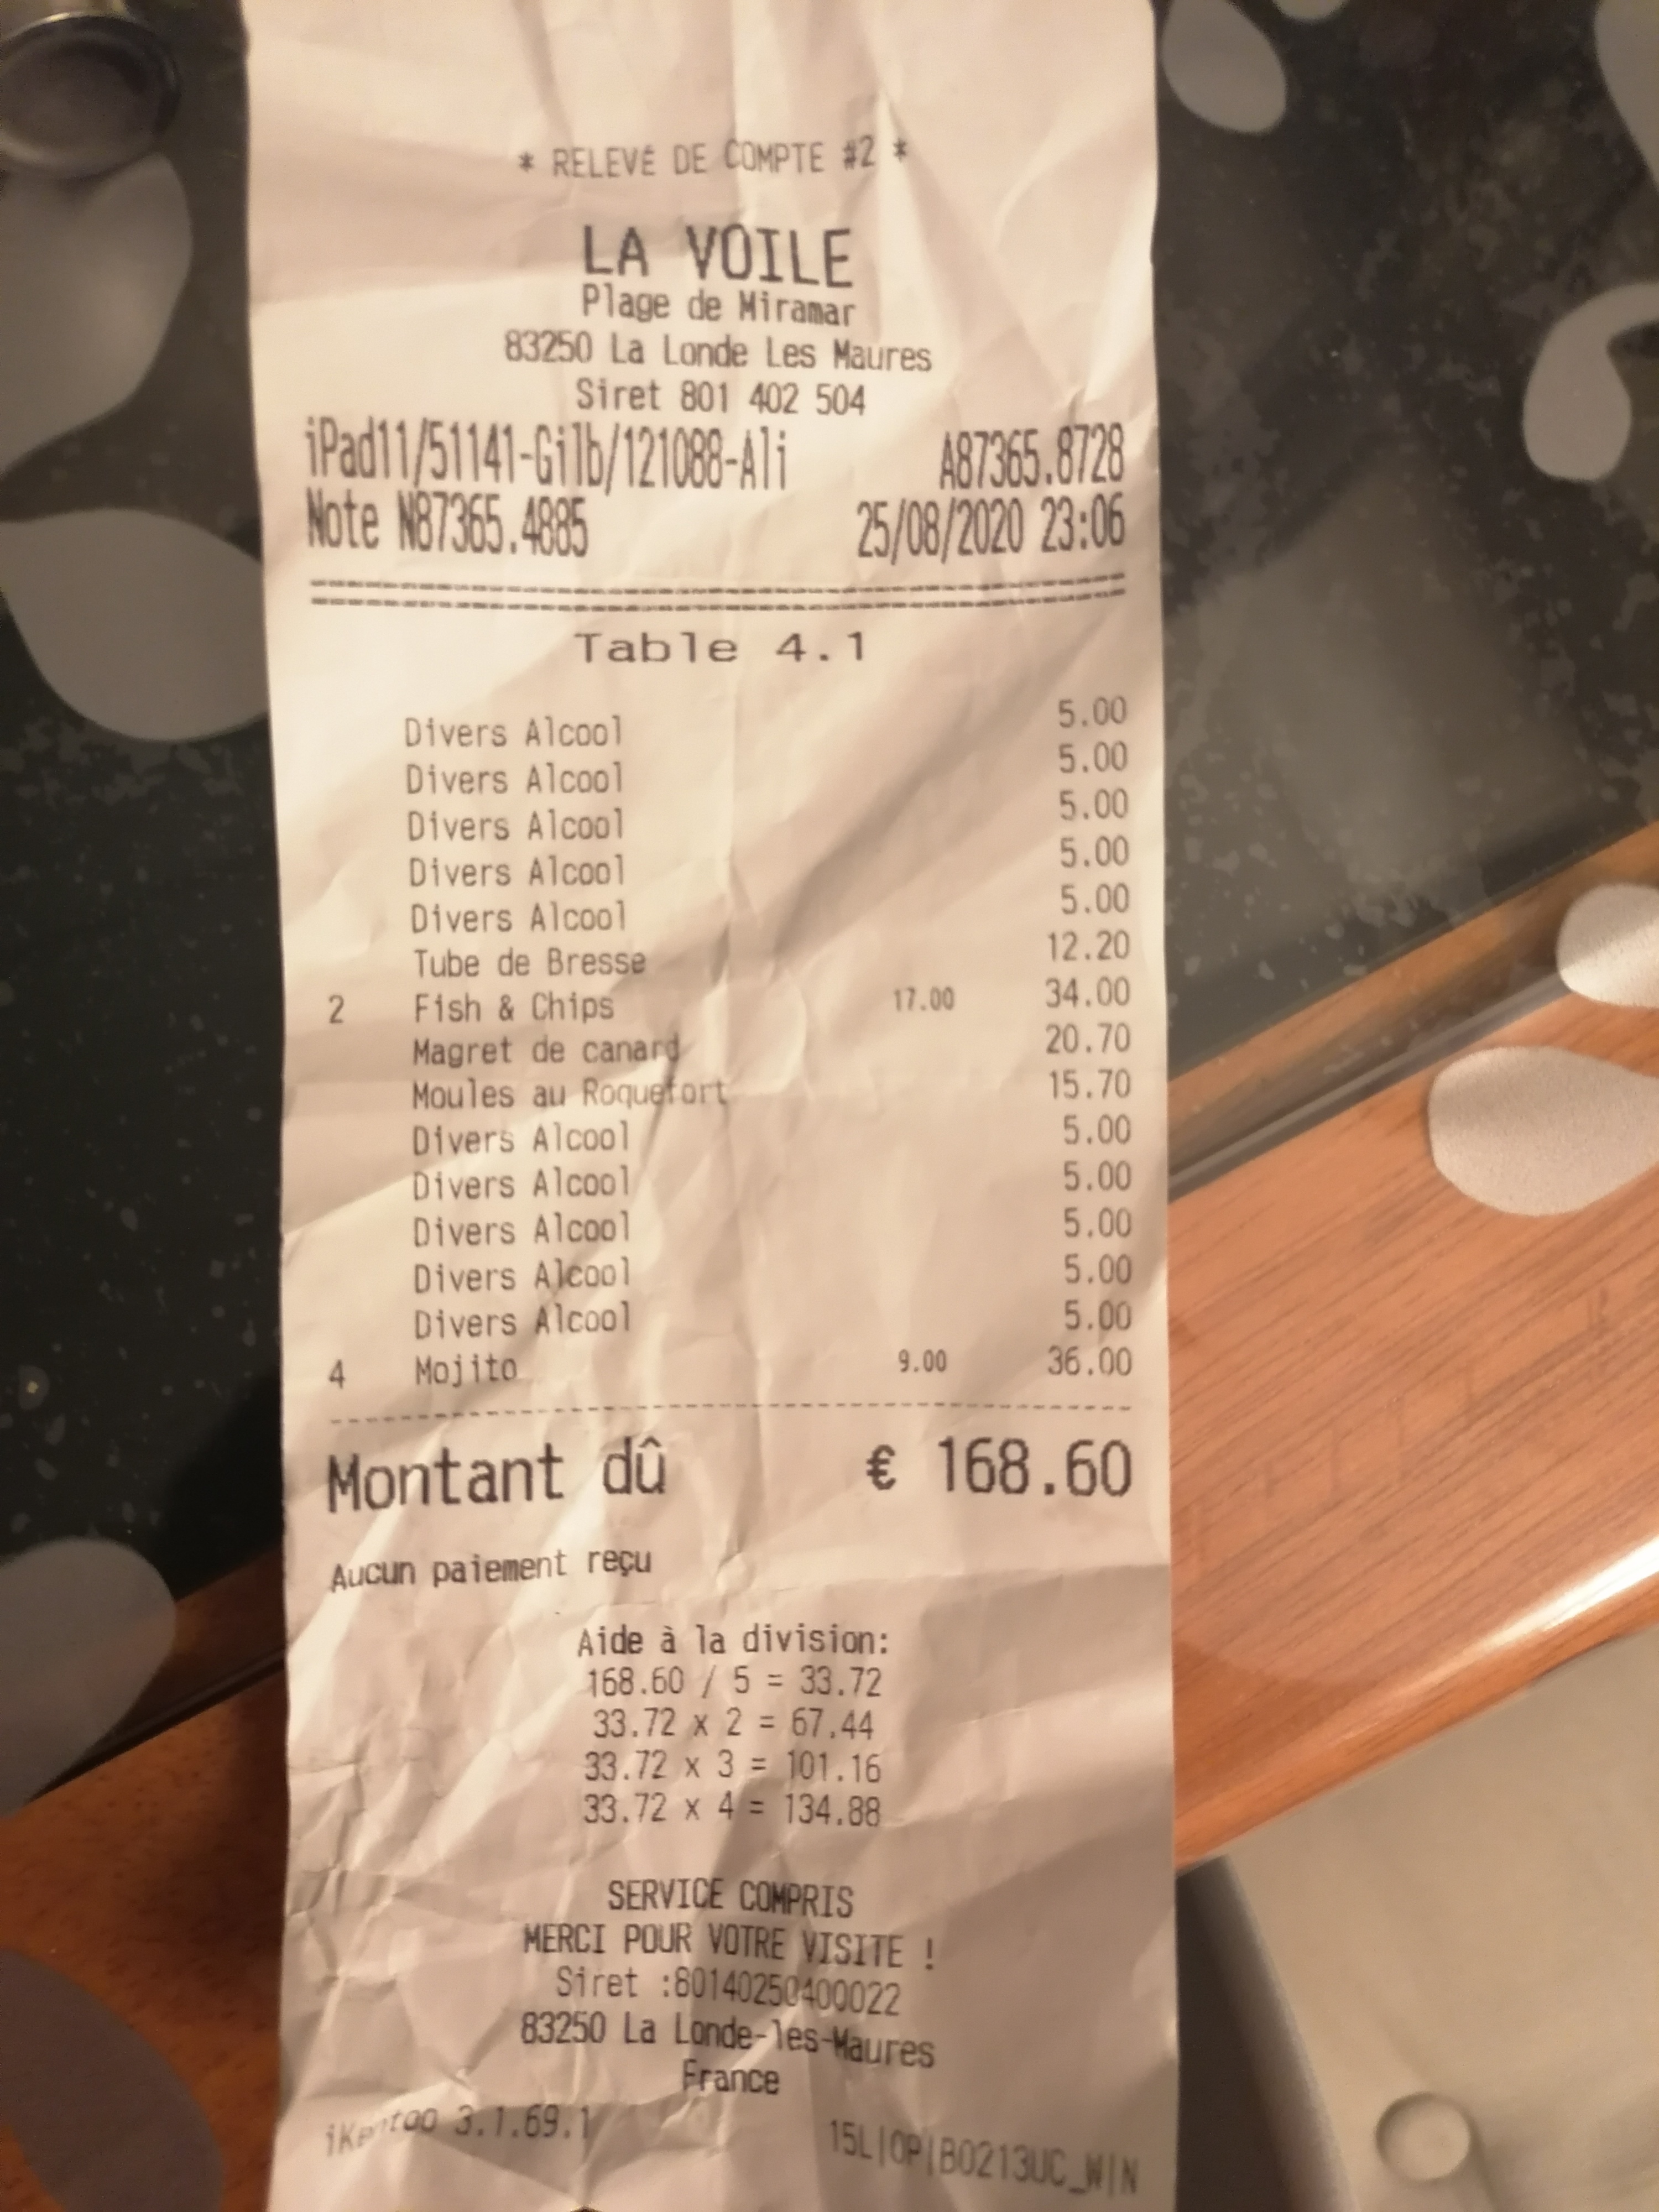 * RELEVÉ DE COMPTE #2 *
LA VOILE
Plage de Miramar
83250 La Londe Les Maures
Siret 801 402 504
iPad11/51141-Gilb/121088-Ali A87365.8728
Note N87365.4885 25/08/2020 23:06
Table 4.1
Divers Alcool 5.00
Divers Alcool 5.00
Divers Alcool 5.00
Divers Alcool 5.00
Divers Alcool 5.00
Tube de Bresse 12.20
2 Fish & Chips 17.00 34.00
Magret de canard 20.70
Moules au Roquefort 15.70
Divers Alcool 5.00
Divers Alcool 5.00
Divers Alcool 5.00
Divers Alcool 5.00
Divers Alcool 5.00
4 Mojito 9.00 36.00
Montant dû € 168.60
Aucun paiement reçu
Aide à la division:
168.60 / 5 = 33.72
33.72 x 2 = 67.44
33.72 x 3 = 101.16
33.72 x 4 = 134.88
SERVICE COMPRIS
MERCI POUR VOTRE VISITE !
Siret :80140250400022
83250 La Londe-les-Maures
France
iKentoo 3.1.69.1 15L|OP|B0213UC_W|N